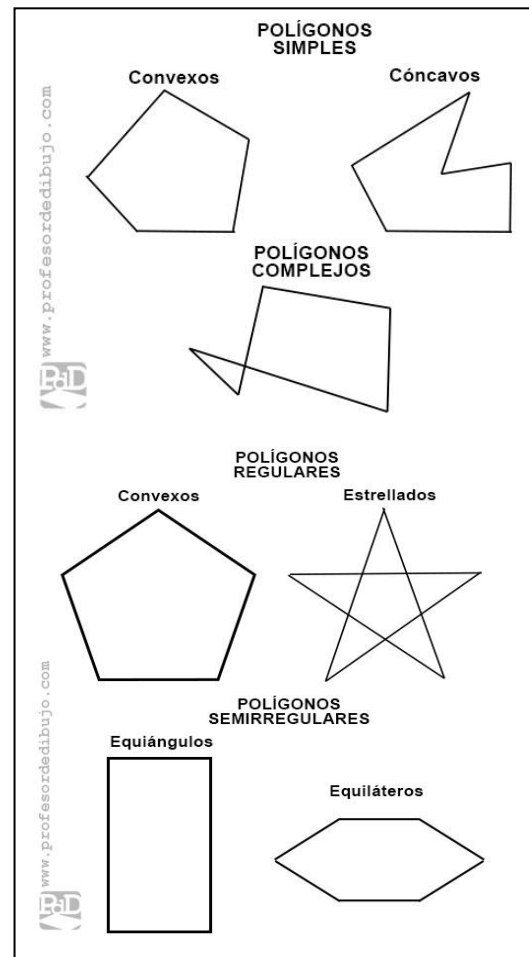 POLÍGONOS
SIMPLES
Convexos
Cóncavos
www.profesordedibujo.com
PdD
POLÍGONOS
COMPLEJOS
POLÍGONOS
REGULARES
Convexos
Estrellados
POLÍGONOS
SEMIRREGULARES
Equiángulos
Equiláteros
www.profesordedibujo.com
PdD